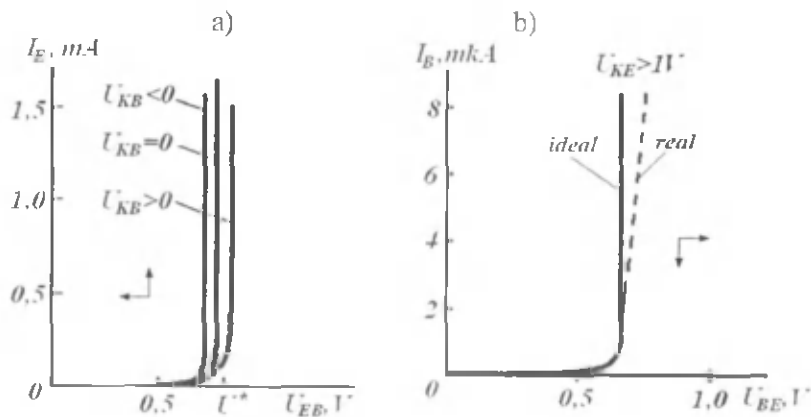 a)
I_E, mA
1,5
1,0
0,5
0
U_KB<0
U_KB=0
U_KB>0
0,5
U*
U_EB, V
b)
I_B, mkA
8
6
4
2
0
U_KE>1V
ideal
real
0,5
1,0
U_BE, V